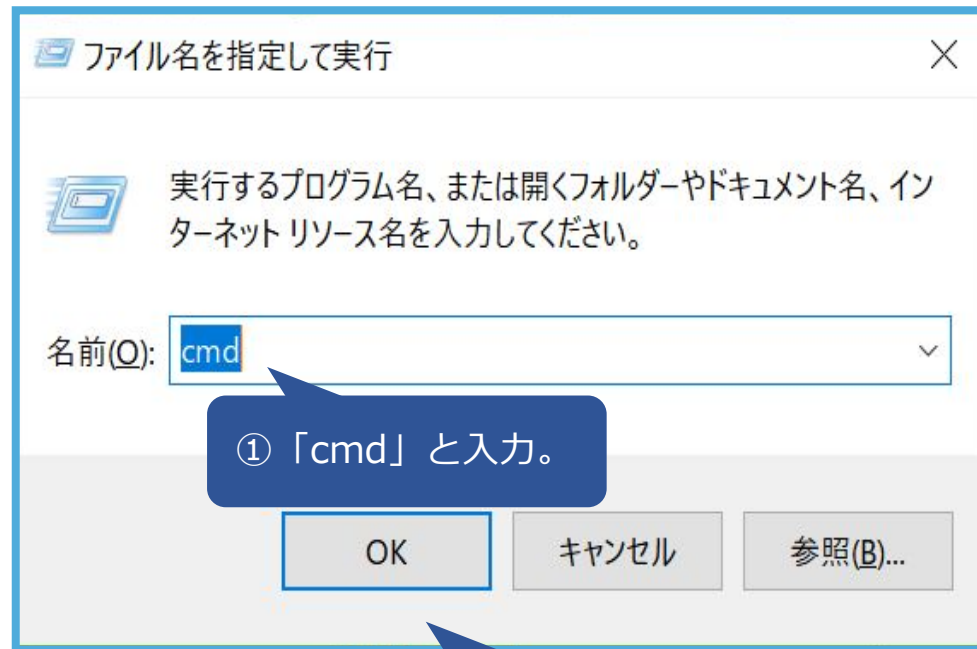 ファイル名を指定して実行
実行するプログラム名、または開くフォルダーやドキュメント名、イン
ターネット リソース名を入力してください。
名前(O): cmd
①「cmd」と入力。
OK キャンセル 参照(B)...